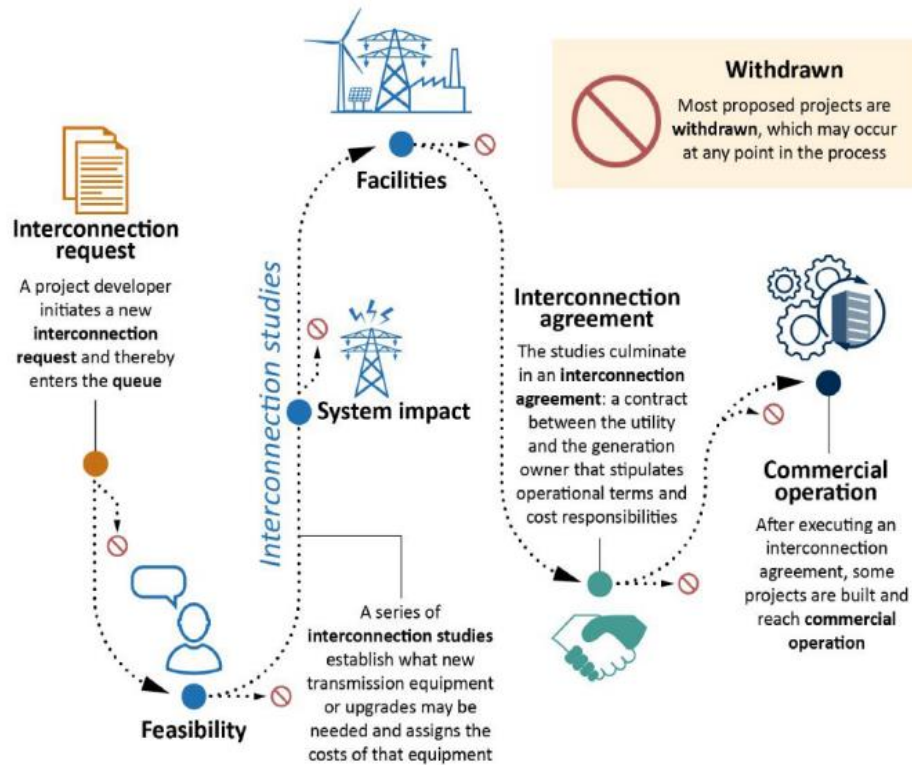 Withdrawn
Most proposed projects are
withdrawn, which may occur
at any point in the process
Interconnection
request
A project developer
initiates a new
interconnection
request and thereby
enters the queue
Feasibility
Interconnection studies
A series of
interconnection studies
establish what new
transmission equipment
or upgrades may be
needed and assigns the
costs of that equipment
System impact
Facilities
Interconnection
agreement
The studies culminate
in an interconnection
agreement: a contract
between the utility
and the generation
owner that stipulates
operational terms and
cost responsibilities
Commercial
operation
After executing an
interconnection
agreement, some
projects are built and
reach commercial
operation